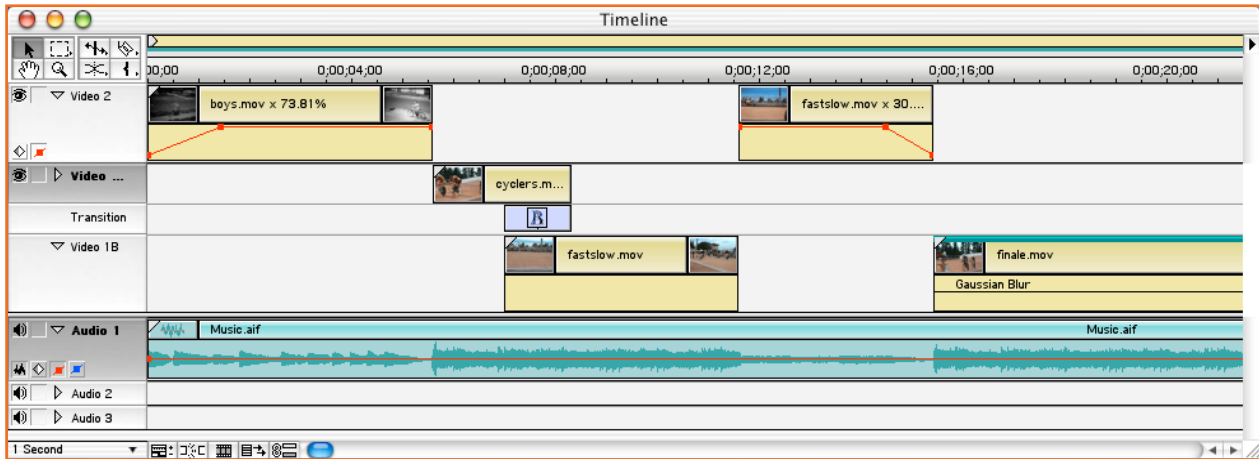 Timeline
00;00 0;00;04;00 0;00;08;00 0;00;12;00 0;00;16;00 0;00;20;00
Video 2
boys.mov x 73.81%
fastslow.mov x 30....
Video ...
cyclers.m...
Transition
Video 1B
fastslow.mov
finale.mov
Gaussian Blur
Audio 1
Music.aif
Music.aif
Audio 2
Audio 3
1 Second